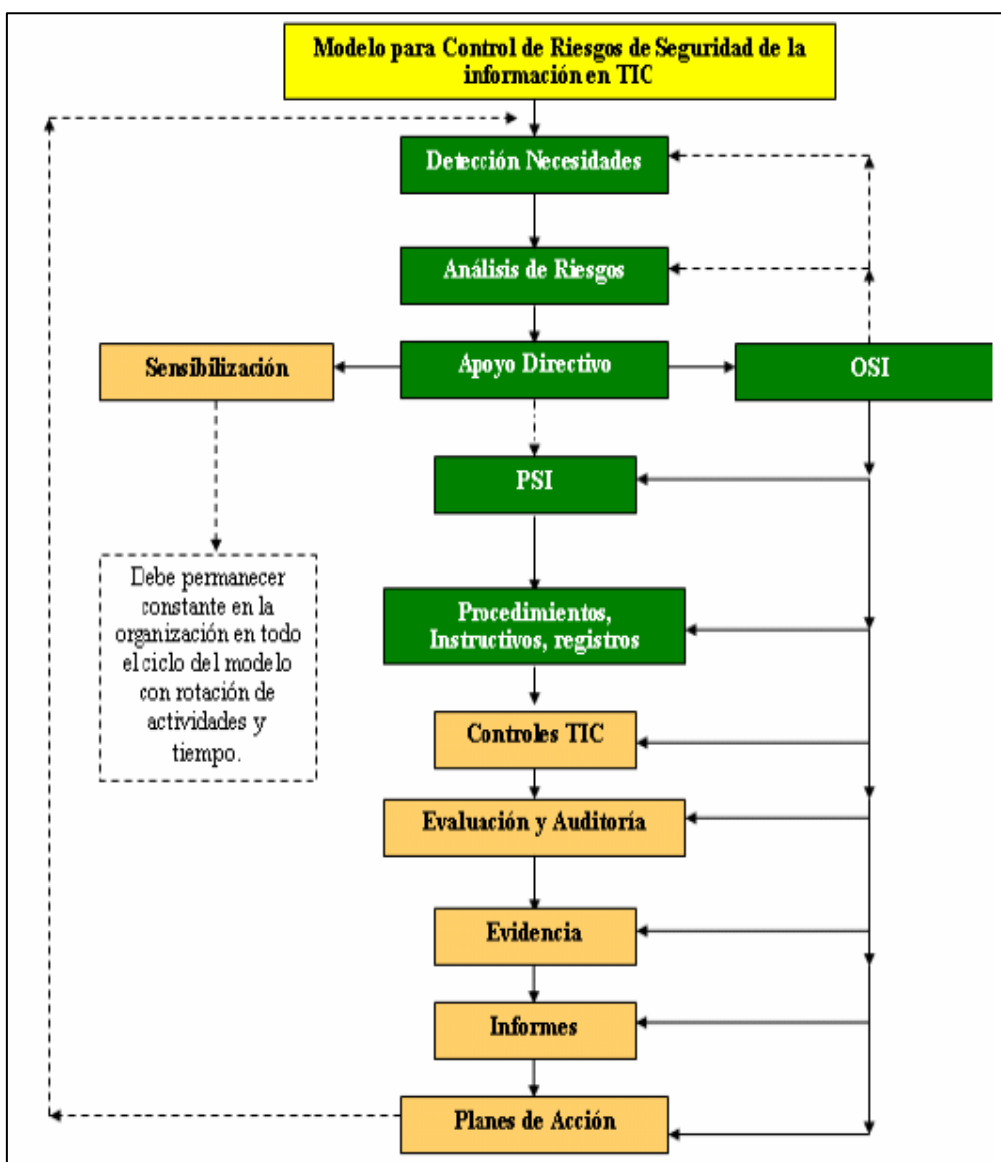 Modelo para Control de Riesgos de Seguridad de la
información en TIC
Detección Necesidades
Análisis de Riesgos
Sensibilización
Apoyo Directivo
OSI
PSI
Debe permanecer
constante en la
organización en todo
el ciclo del modelo
con rotación de
actividades y
tiempo.
Procedimientos,
Instructivos, registros
Controles TIC
Evaluación y Auditoría
Evidencia
Informes
Planes de Acción